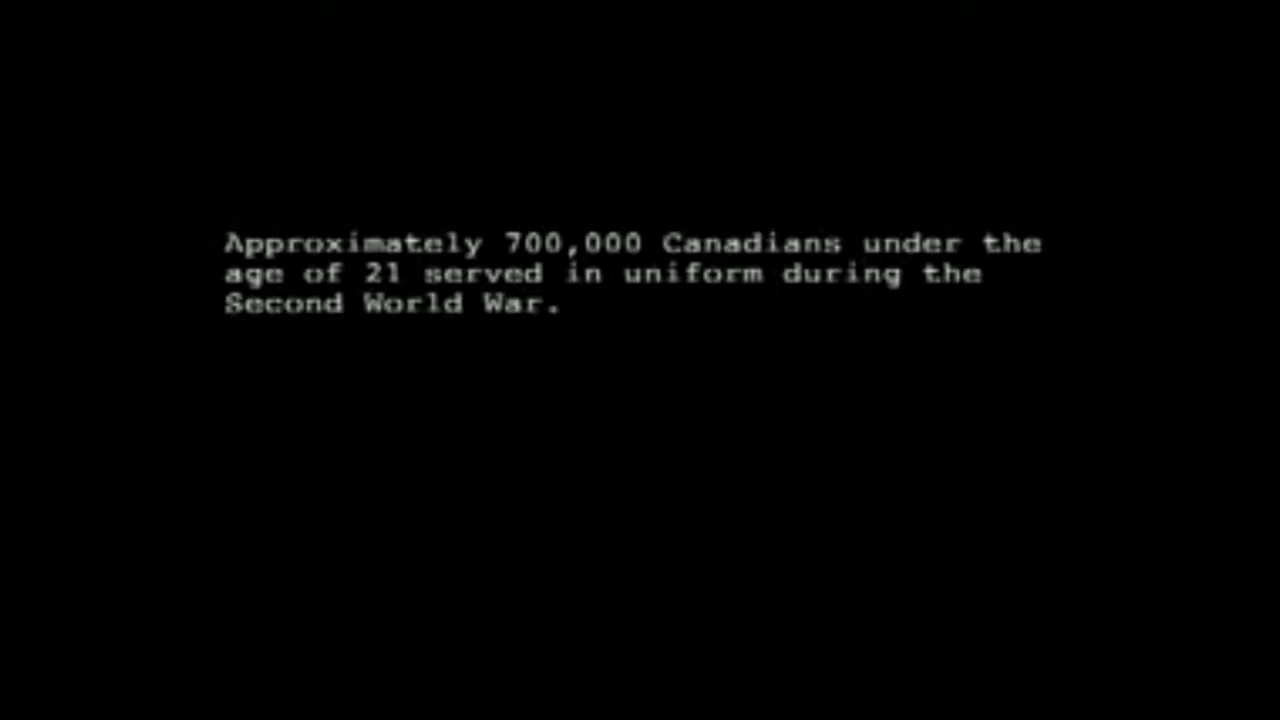 Approximately 700,000 Canadians under the
age of 21 served in uniform during the
Second World War.